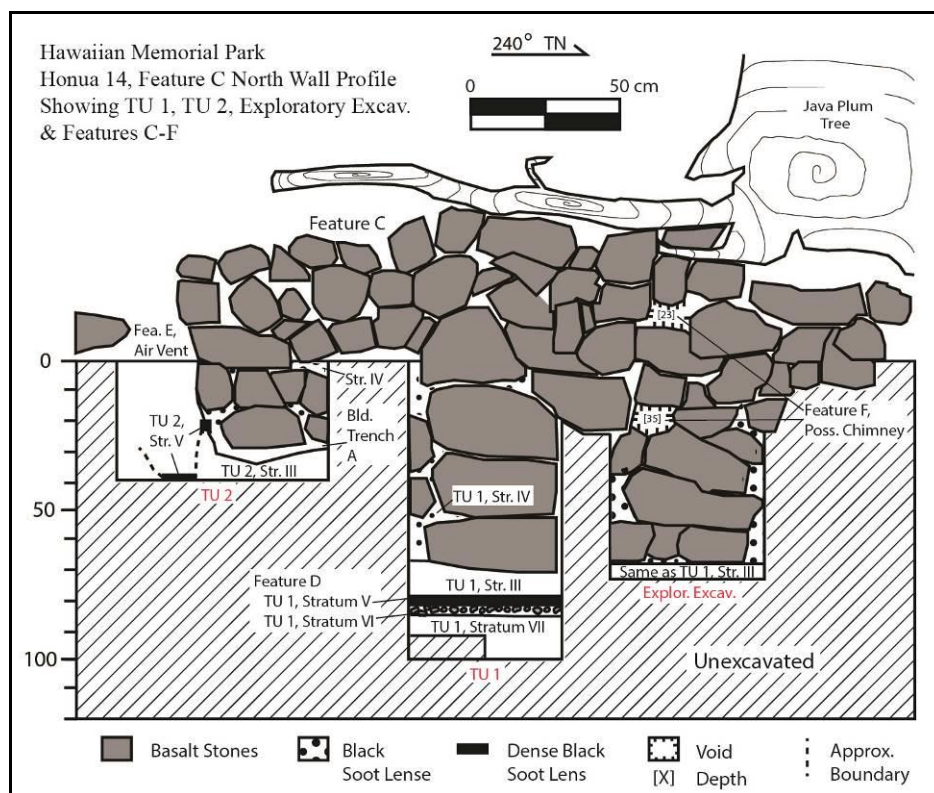 Hawaiian Memorial Park
Honua 14, Feature C North Wall Profile
Showing TU 1, TU 2, Exploratory Excav.
& Features C-F
240° TN
0
50 cm
Java Plum
Tree
Feature C
Fea. E,
Air Vent
[23]
0
Str. IV
TU 2,
Str. V
Bld.
Trench
A
[35]
Feature F,
Poss. Chimney
TU 2, Str. III
TU 2
50
TU 1, Str. IV
Same as TU 1, Str. III
Explor. Excav.
Feature D
TU 1, Str. III
TU 1, Stratum V
TU 1, Stratum VI
TU 1, Stratum VII
100
TU 1
Unexcavated
Basalt Stones
Black
Soot Lense
Dense Black
Soot Lens
Void
[X] Depth
Approx.
Boundary